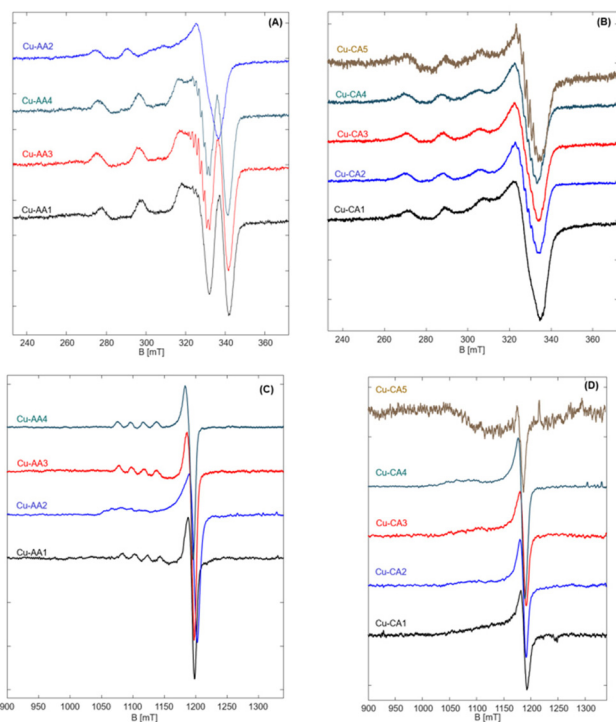 (A)
Cu-AA2
Cu-AA4
Cu-AA3
Cu-AA1
240 260 280 300 320 340 360
B [mT]
(B)
Cu-CA5
Cu-CA4
Cu-CA3
Cu-CA2
Cu-CA1
240 260 280 300 320 340 360
B [mT]
(C)
Cu-AA4
Cu-AA3
Cu-AA2
Cu-AA1
900 950 1000 1050 1100 1150 1200 1250 1300
B [mT]
(D)
Cu-CA5
Cu-CA4
Cu-CA3
Cu-CA2
Cu-CA1
900 950 1000 1050 1100 1150 1200 1250 1300
B [mT]